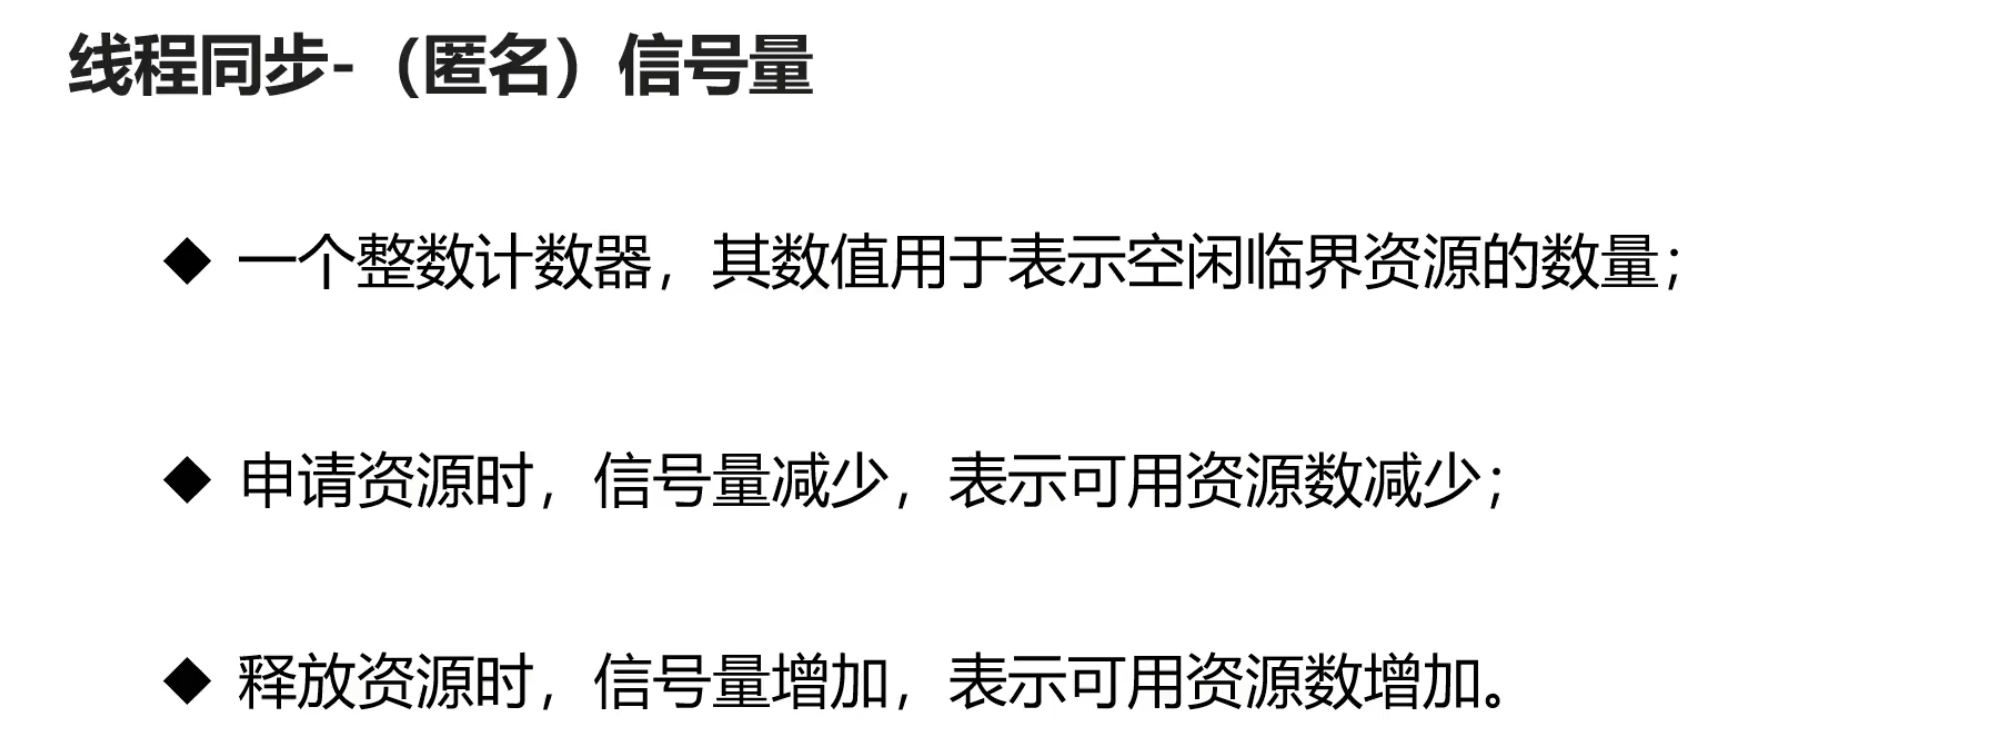 线程同步-（匿名）信号量
◆ 一个整数计数器，其数值用于表示空闲临界资源的数量；
◆ 申请资源时，信号量减少，表示可用资源数减少；
◆ 释放资源时，信号量增加，表示可用资源数增加。